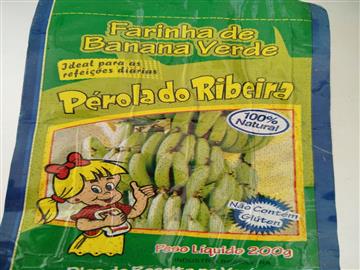 Farinha de
Banana Verde
Ideal para as
refeições diárias
Pérola do Ribeira
100%
Natural
Não Contém
Glúten
Peso Líquido 200g